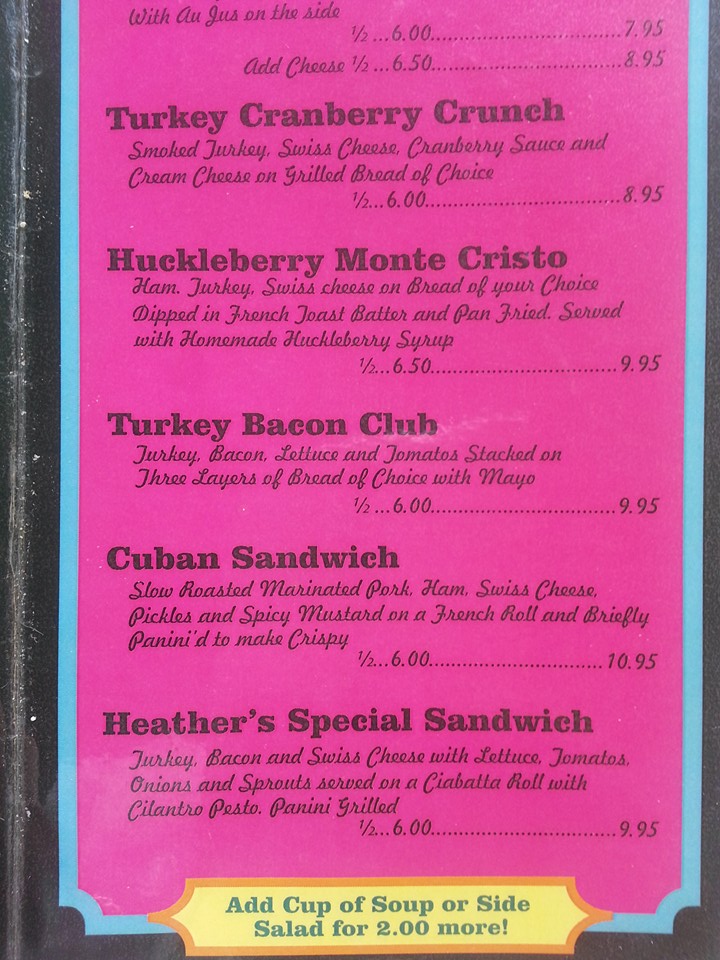 With Au Jus on the side
½ ...6.00..............................7.95
Add Cheese ½ ...6.50..............................8.95
Turkey Cranberry Crunch
Smoked Turkey, Swiss Cheese, Cranberry Sauce and
Cream Cheese on Grilled Bread of Choice
½...6.00..............................8.95
Huckleberry Monte Cristo
Ham. Turkey, Swiss cheese on Bread of your Choice
Dipped in French Toast Batter and Pan Fried. Served
with Homemade Huckleberry Syrup
½...6.50..............................9.95
Turkey Bacon Club
Turkey, Bacon, Lettuce and Tomatos Stacked on
Three Layers of Bread of Choice with Mayo
½ ...6.00..............................9.95
Cuban Sandwich
Slow Roasted Marinated Pork, Ham, Swiss Cheese,
Pickles and Spicy Mustard on a French Roll and Briefly
Panini'd to make Crispy
½...6.00..............................10.95
Heather's Special Sandwich
Turkey, Bacon and Swiss Cheese with Lettuce, Tomatos,
Onions and Sprouts served on a Ciabatta Roll with
Cilantro Pesto. Panini Grilled
½...6.00..............................9.95
Add Cup of Soup or Side
Salad for 2.00 more!